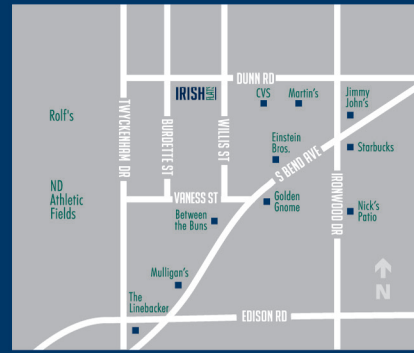 DUNN RD
IRISH FLATS
CVS
Martin's
Jimmy
John's
Rolf's
TWYCKENHAM DR
BURDETTE ST
WILLIS ST
Einstein
Bros.
S BEND AVE
Starbucks
IRONWOOD DR
ND
Athletic
Fields
VANESS ST
Golden
Gnome
Between
the Buns
Nick's
Patio
Mulligan's
The
Linebacker
EDISON RD
N